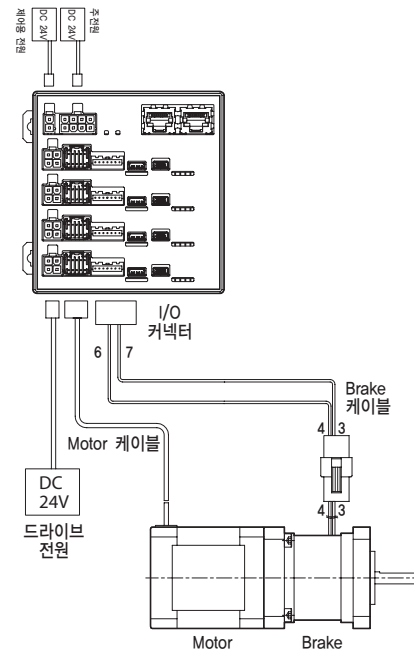 제어용 전원
DC 24V
주전원
DC 24V
I/O
커넥터
6 7
Brake
케이블
4 3
Motor 케이블
4 3
DC
24V
드라이브
전원
Motor
Brake